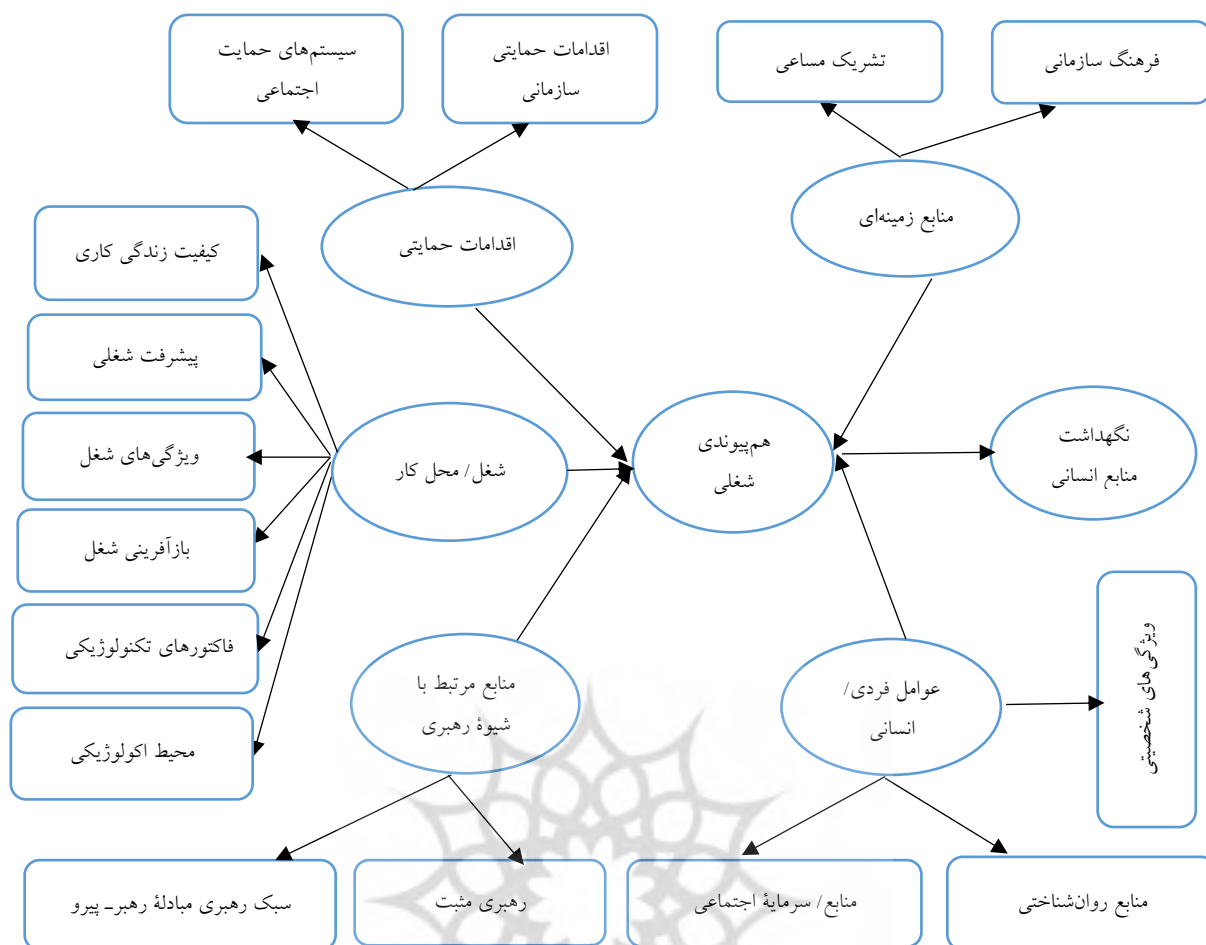 فرهنگ سازمانی
تشریک مساعی
اقدامات حمایتی
سازمانی
سیستم‌های حمایت
اجتماعی
منابع زمینه‌ای
اقدامات حمایتی
کیفیت زندگی کاری
پیشرفت شغلی
ویژگی‌های شغل
بازآفرینی شغل
فاکتورهای تکنولوژیکی
محیط اکولوژیکی
شغل/ محل کار
هم‌پیوندی
شغلی
نگهداشت
منابع انسانی
ویژگی‌های شخصیتی
عوامل فردی/
انسانی
منابع مرتبط با
شیوۀ رهبری
منابع روان‌شناختی
منابع/ سرمایۀ اجتماعی
رهبری مثبت
سبک رهبری مبادلۀ رهبر- پیرو